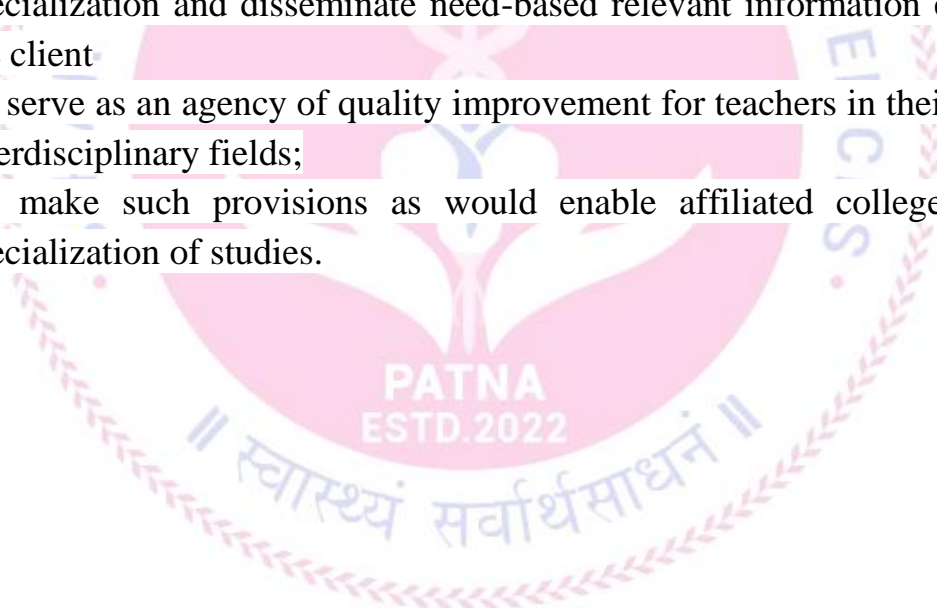 ecialization and disseminate need-based relevant information
client
serve as an agency of quality improvement for teachers in thei
erdisciplinary fields;
make such provisions as would enable affiliated college
ecialization of studies.
PATNA
ESTD.2022
॥ स्वास्थ्यं सर्वार्थसाधनं ॥